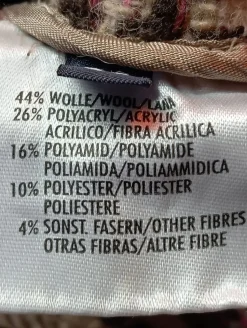 44% WOLLE/WOOL/LANA
26% POLYACRYL/ACRYLIC
ACRILICO/FIBRA ACRILICA
16% POLYAMID/POLYAMIDE
POLIAMIDA/POLIAMMIDICA
10% POLYESTER/POLIESTER
POLIESTERE
4% SONST. FASERN/OTHER FIBRES
OTRAS FIBRAS/ALTRE FIBRE